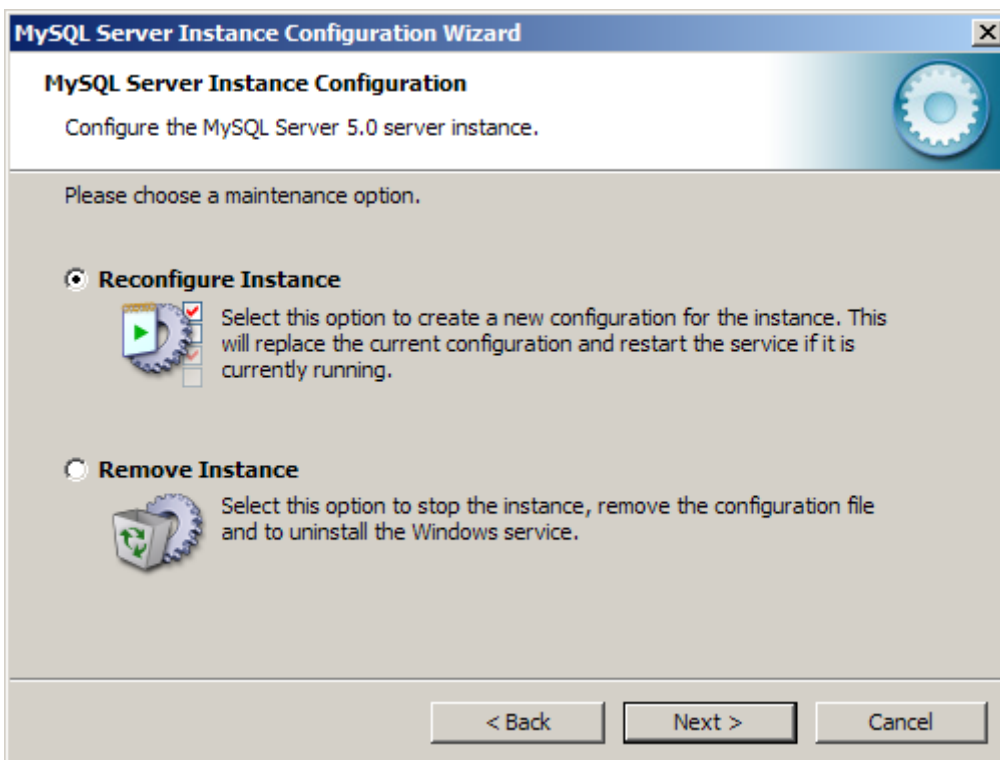 MySQL Server Instance Configuration Wizard
MySQL Server Instance Configuration
Configure the MySQL Server 5.0 server instance.
Please choose a maintenance option.
Reconfigure Instance
Select this option to create a new configuration for the instance. This
will replace the current configuration and restart the service if it is
currently running.
Remove Instance
Select this option to stop the instance, remove the configuration file
and to uninstall the Windows service.
< Back
Next >
Cancel